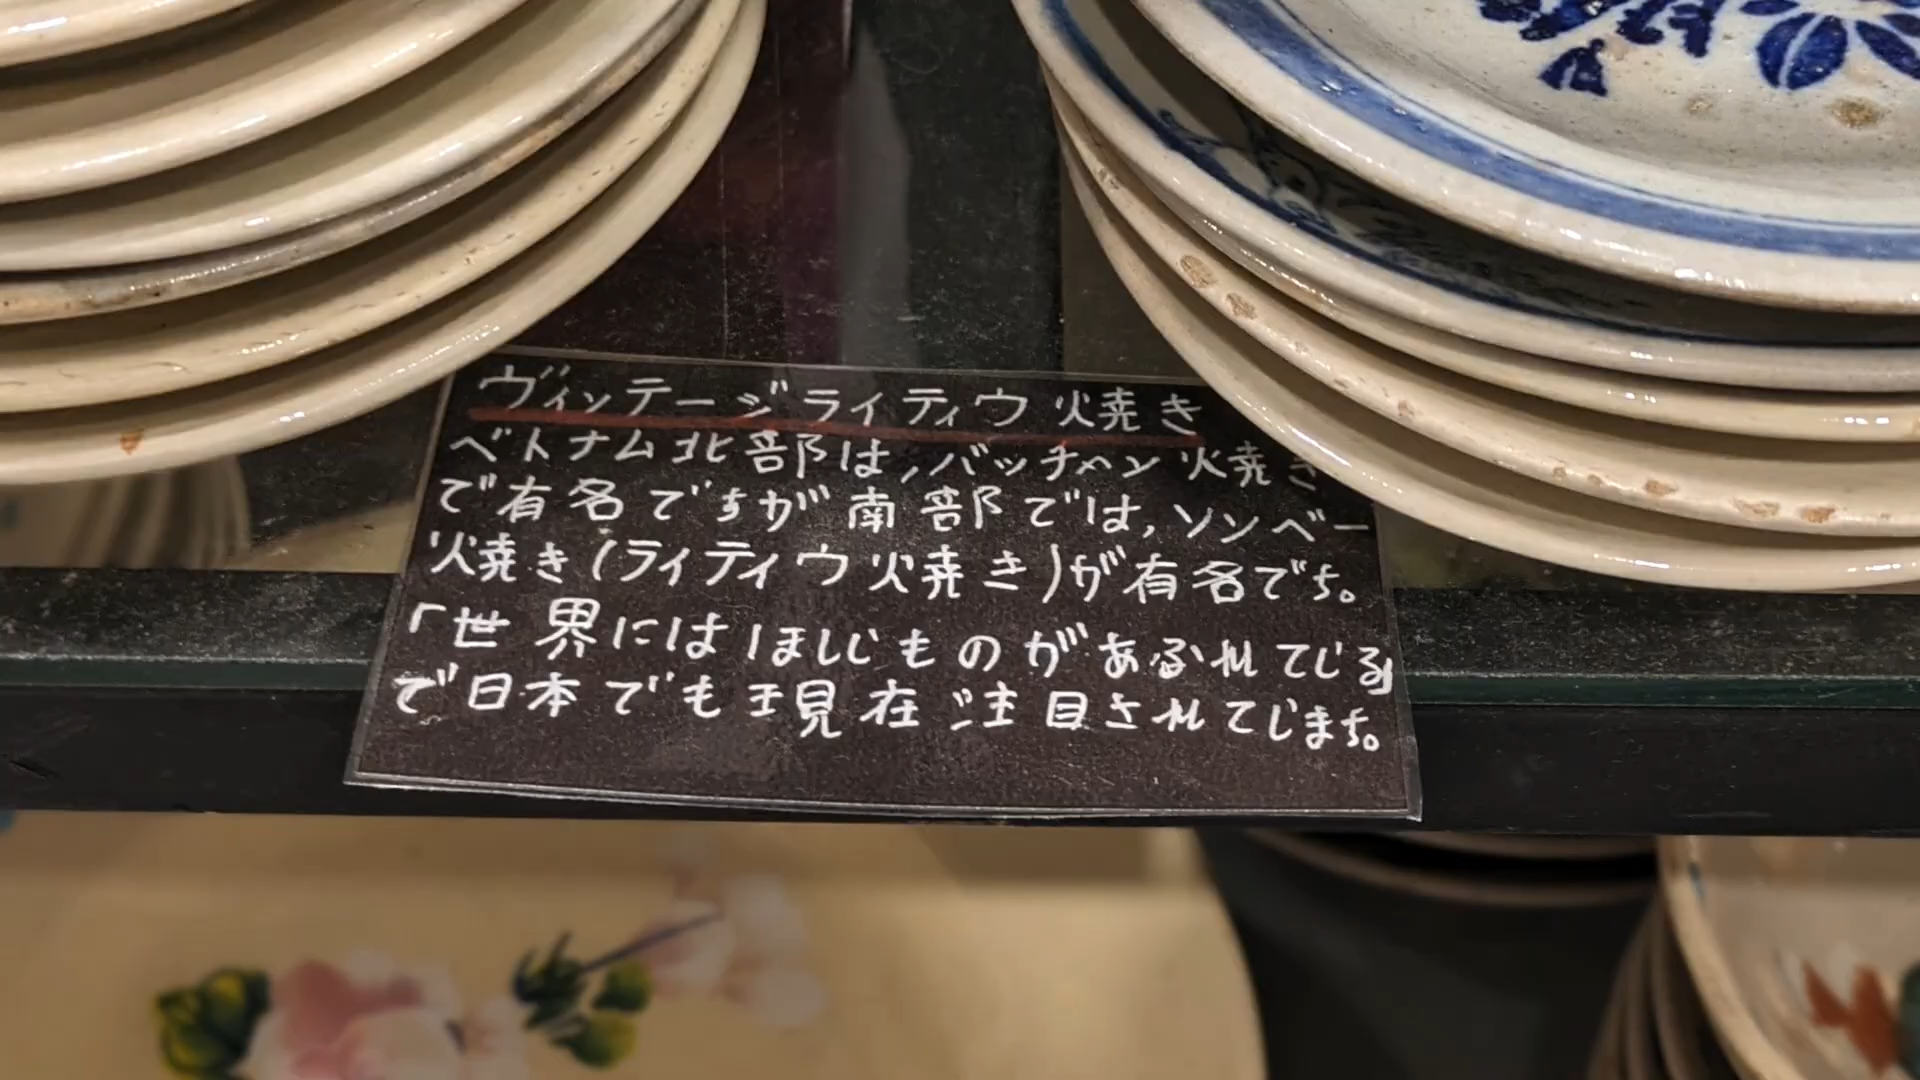 ヴィンテージライティウ焼き
ベトナム北部は,バッチャン焼き
で有名ですが南部では,ソンベー
焼き(ライティウ焼き)が有名です。
「世界にはほしいものがあふれている」
で日本でも現在注目されています。